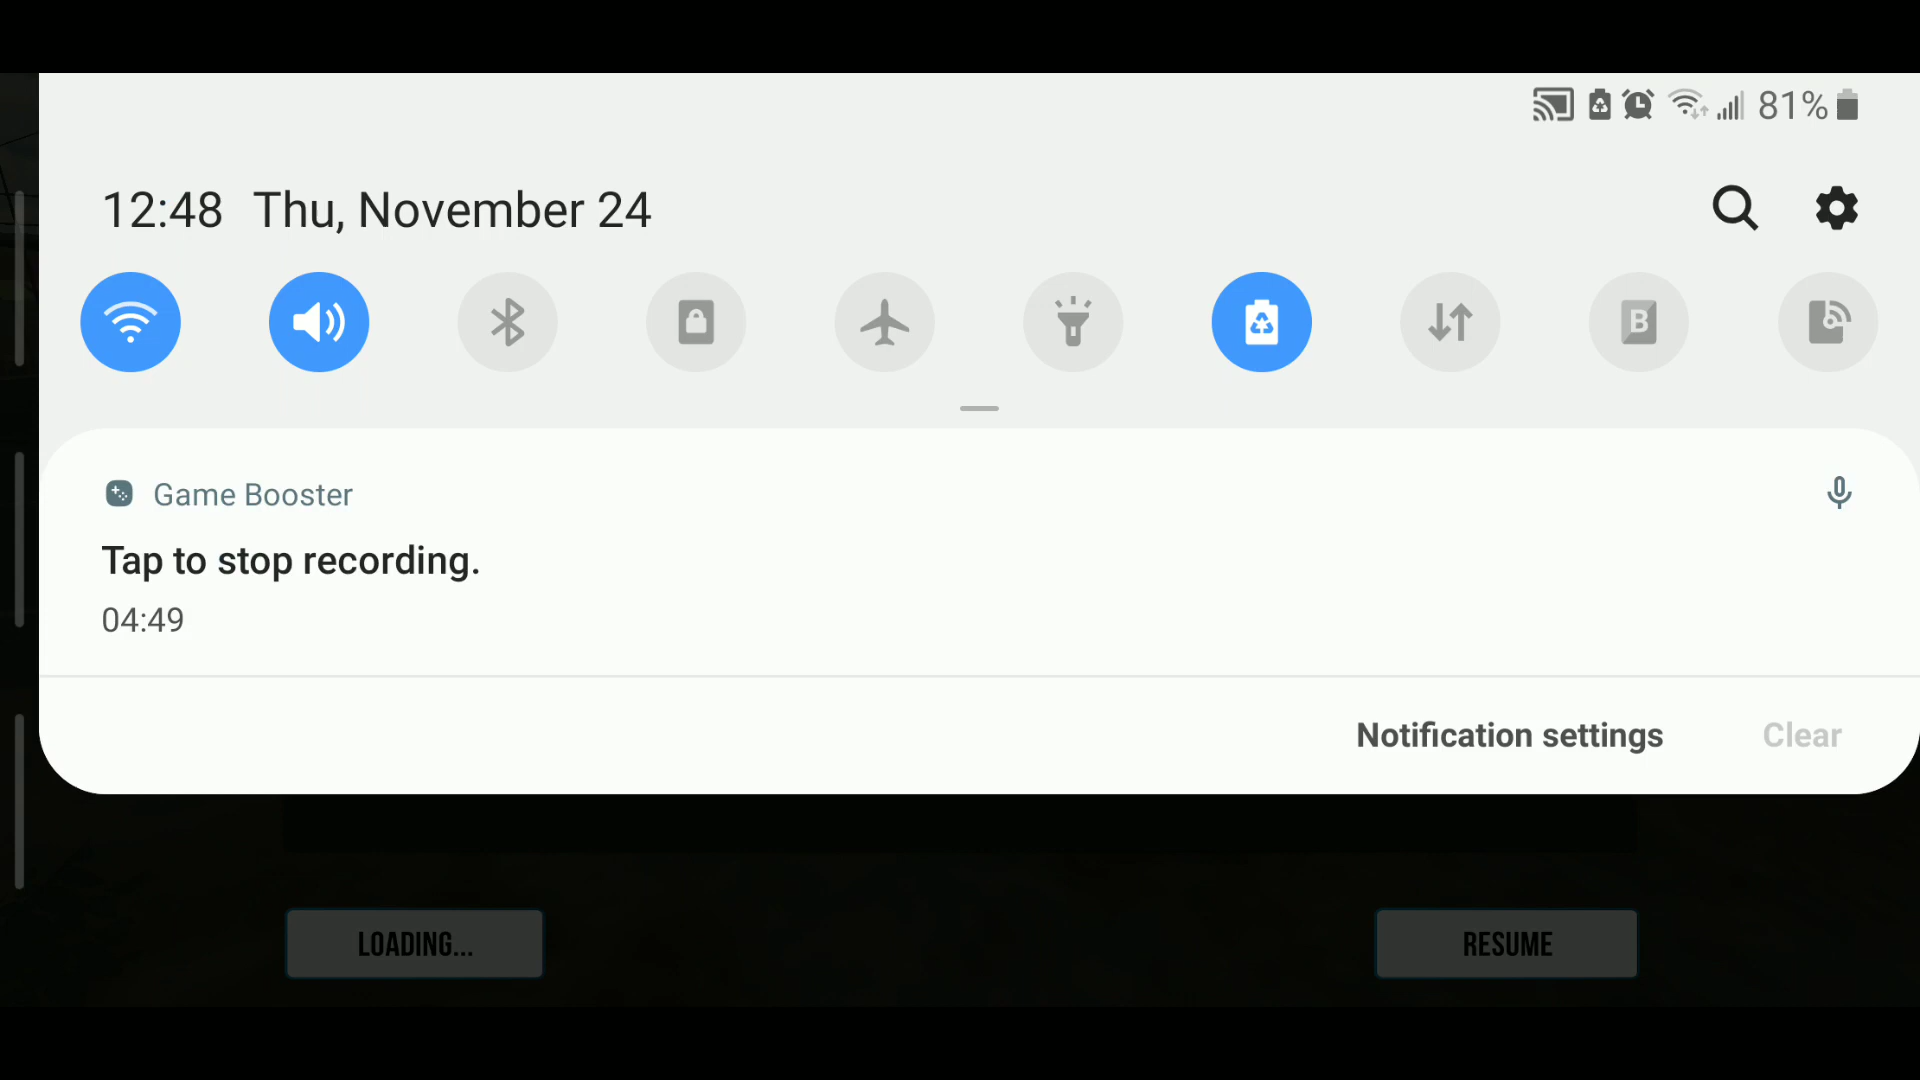 81%
12:48 Thu, November 24
B
Game Booster
Tap to stop recording.
04:49
Notification settings Clear
LOADING... RESUME